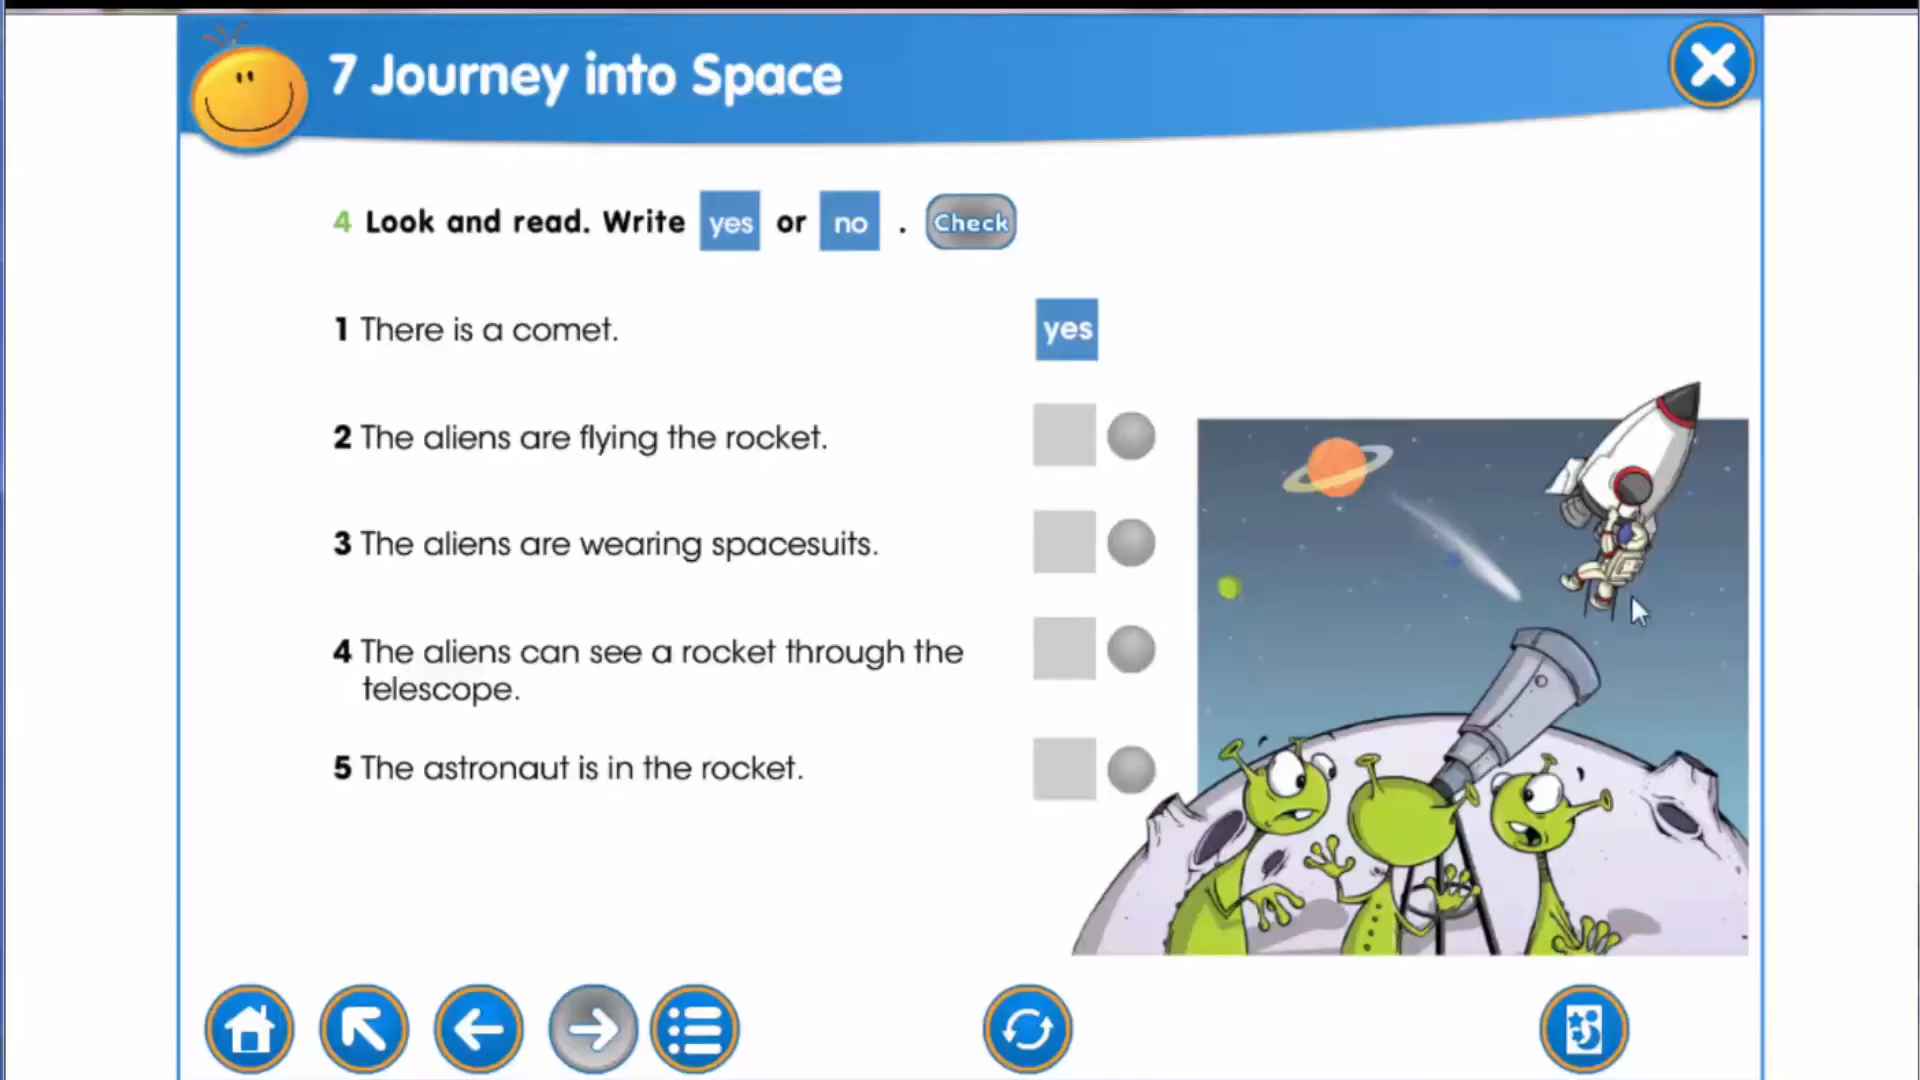 7 Journey into Space
4 Look and read. Write yes or no . Check
1 There is a comet. yes
2 The aliens are flying the rocket.
3 The aliens are wearing spacesuits.
4 The aliens can see a rocket through the
telescope.
5 The astronaut is in the rocket.